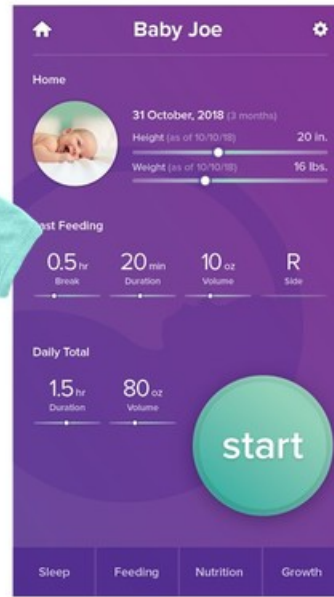 Baby Joe
Home
31 October, 2018 (3 months)
Height (as of 10/10/18) 20 in.
Weight (as of 10/10/18) 16 lbs.
ast Feeding
0.5 hr 20 min 10 oz R
Break Duration Volume Side
Daily Total
1.5 hr 80 oz
Duration Volume
start
Sleep Feeding Nutrition Growth